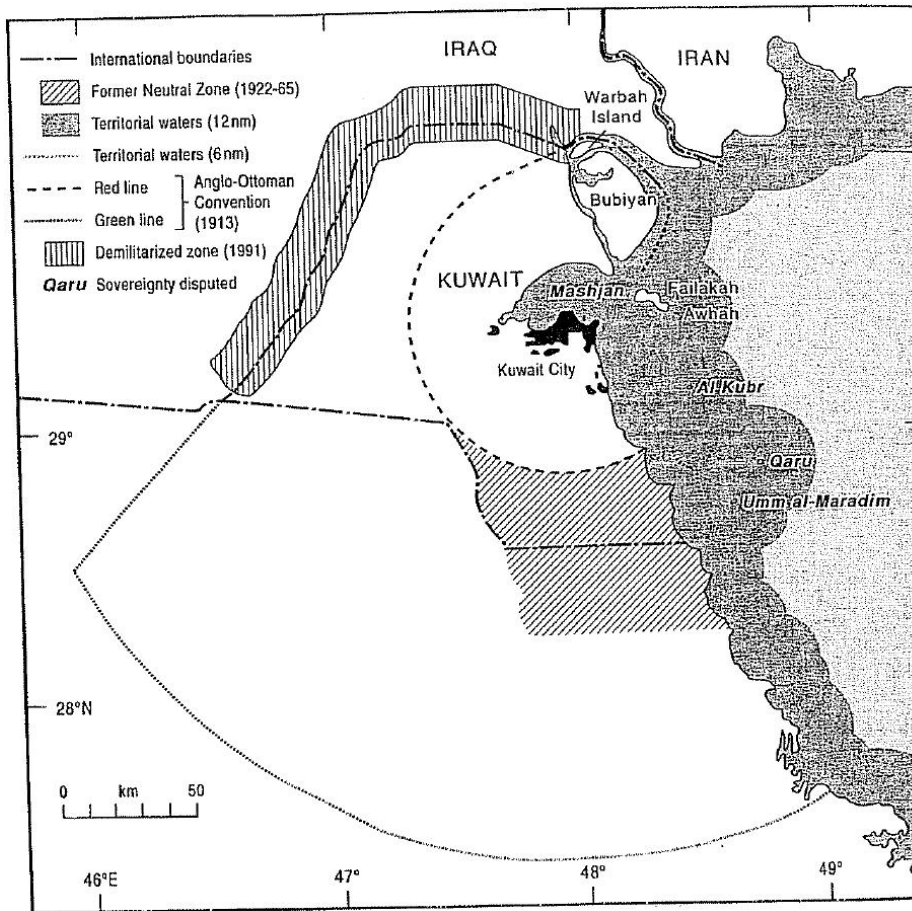 International boundaries
Former Neutral Zone (1922-65)
Territorial waters (12nm)
Territorial waters (6nm)
Red line
Green line
Anglo-Ottoman
Convention
(1913)
Demilitarized zone (1991)
Qaru Sovereignty disputed
IRAQ
IRAN
Warbah
Island
Bubiyan
KUWAIT
Mashjan
Failakah
Awhah
Kuwait City
Al Kubr
Qaru
Umm al-Maradim
29°
28°N
0 km 50
46°E
47°
48°
49°